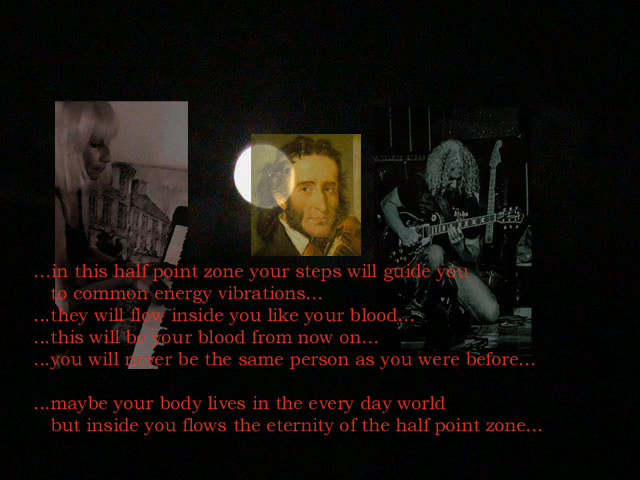 ...in this half point zone your steps will guide you
to common energy vibrations...
...they will flow inside you like your blood...
...this will be your blood from now on...
...you will never be the same person as you were before...
...maybe your body lives in the every day world
but inside you flows the eternity of the half point zone...